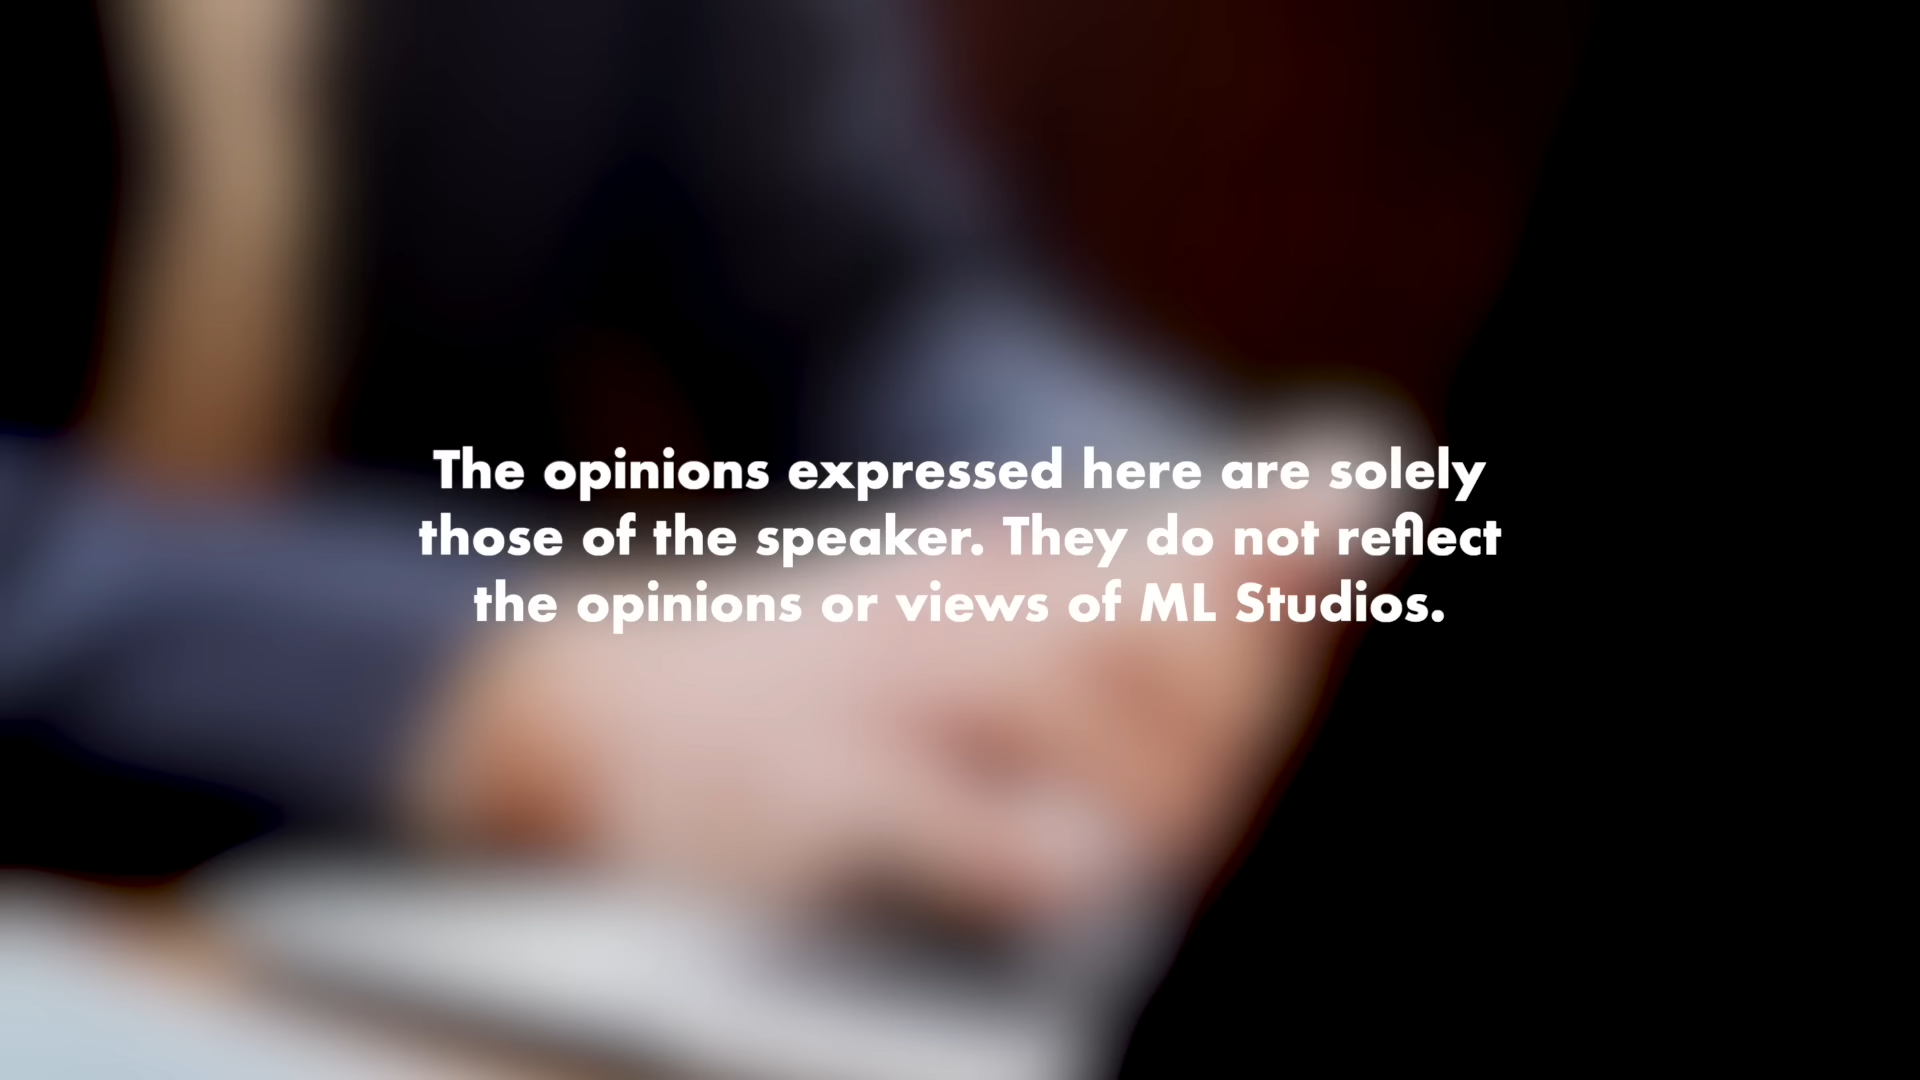 The opinions expressed here are solely
those of the speaker. They do not reflect
the opinions or views of ML Studios.